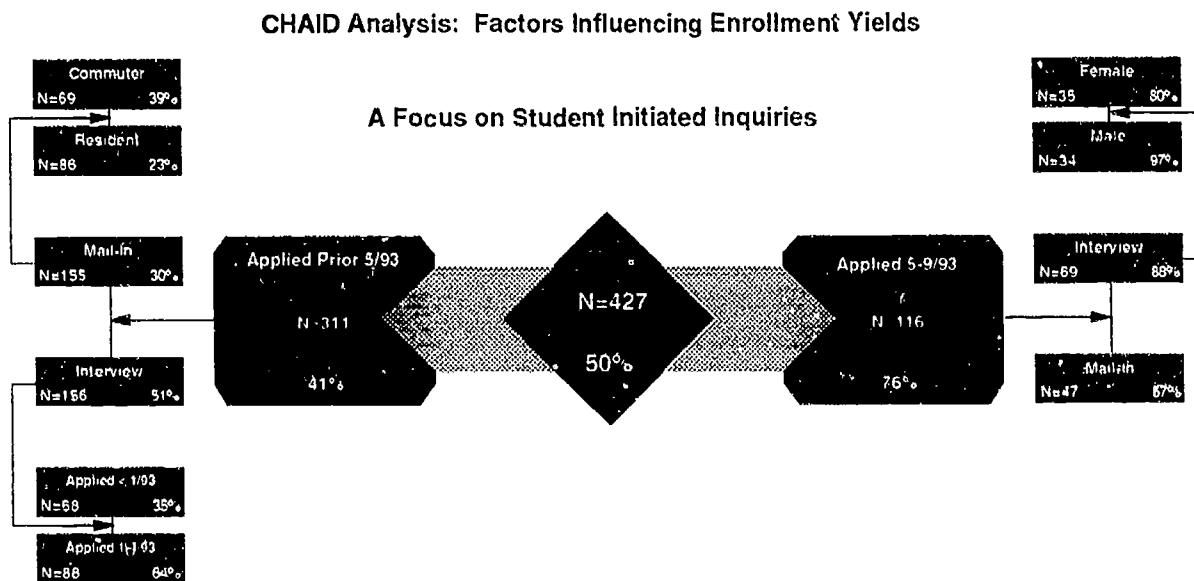 CHAID Analysis: Factors Influencing Enrollment Yields
A Focus on Student Initiated Inquiries
Commuter
N=69 39%
Resident
N=86 23%
Mail-In
N=155 30%
Interview
N=156 51%
Applied < 1/93
N=68 35%
Applied
N=88 64%
Applied Prior 5/93
N=311
41%
N=427
50%
Applied 5-9/93
N=116
76%
Female
N=35 80%
Male
N=34 97%
Interview
N=69 88%
Mail-In
N=47 57%